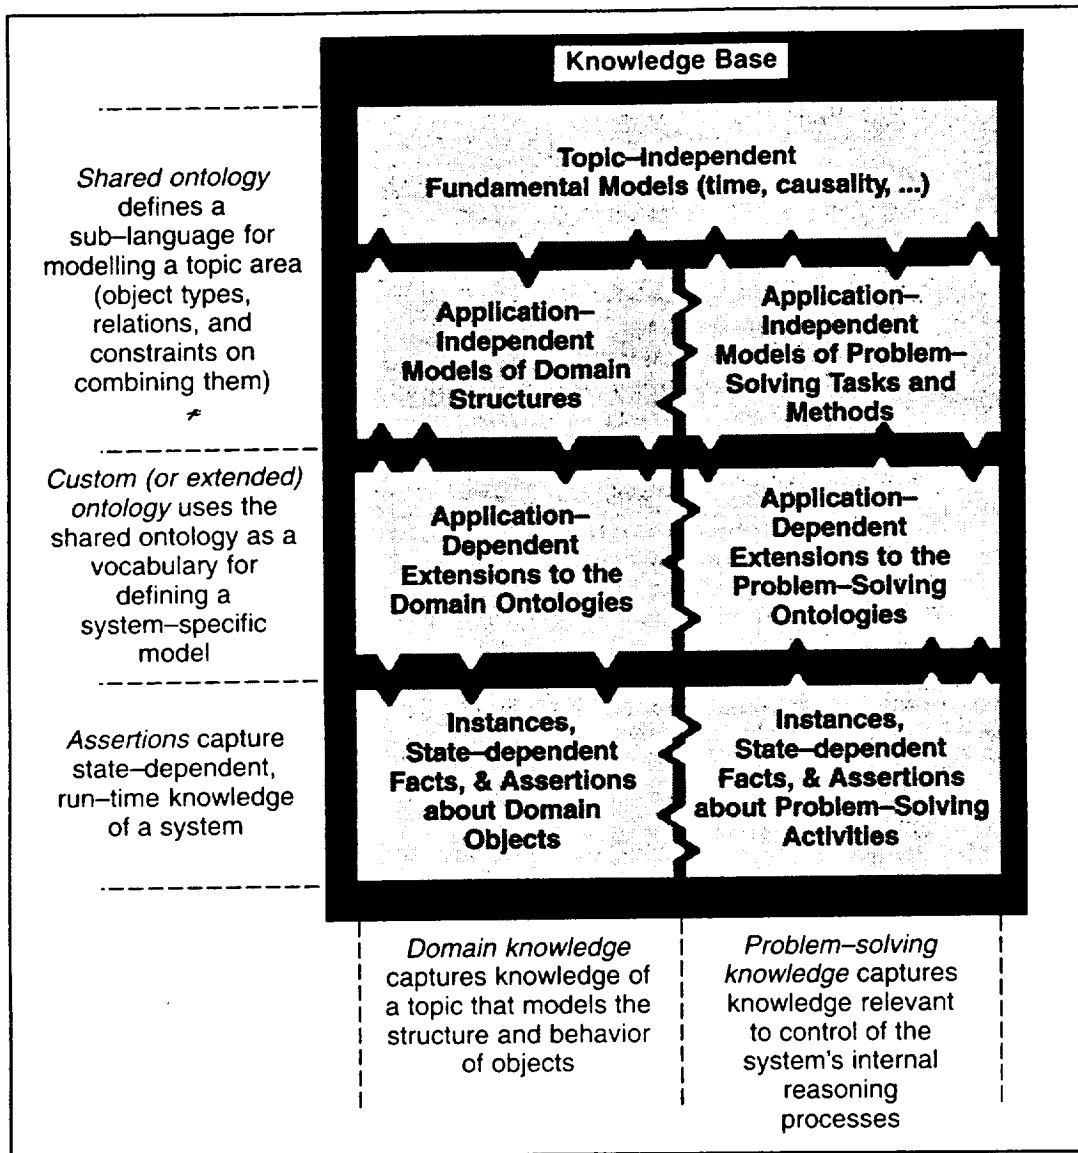 Knowledge Base
Topic–Independent
Fundamental Models (time, causality, ...)
Shared ontology
defines a
sub–language for
modelling a topic area
(object types,
relations, and
constraints on
combining them)
Application–
Independent
Models of Domain
Structures
Application–
Independent
Models of Problem–
Solving Tasks and
Methods
Custom (or extended)
ontology uses the
shared ontology as a
vocabulary for
defining a
system–specific
model
Application–
Dependent
Extensions to the
Domain Ontologies
Application–
Dependent
Extensions to the
Problem–Solving
Ontologies
Assertions capture
state–dependent,
run–time knowledge
of a system
Instances,
State–dependent
Facts, & Assertions
about Domain
Objects
Instances,
State–dependent
Facts, & Assertions
about Problem–Solving
Activities
Domain knowledge
captures knowledge of
a topic that models the
structure and behavior
of objects
Problem–solving
knowledge captures
knowledge relevant
to control of the
system's internal
reasoning
processes